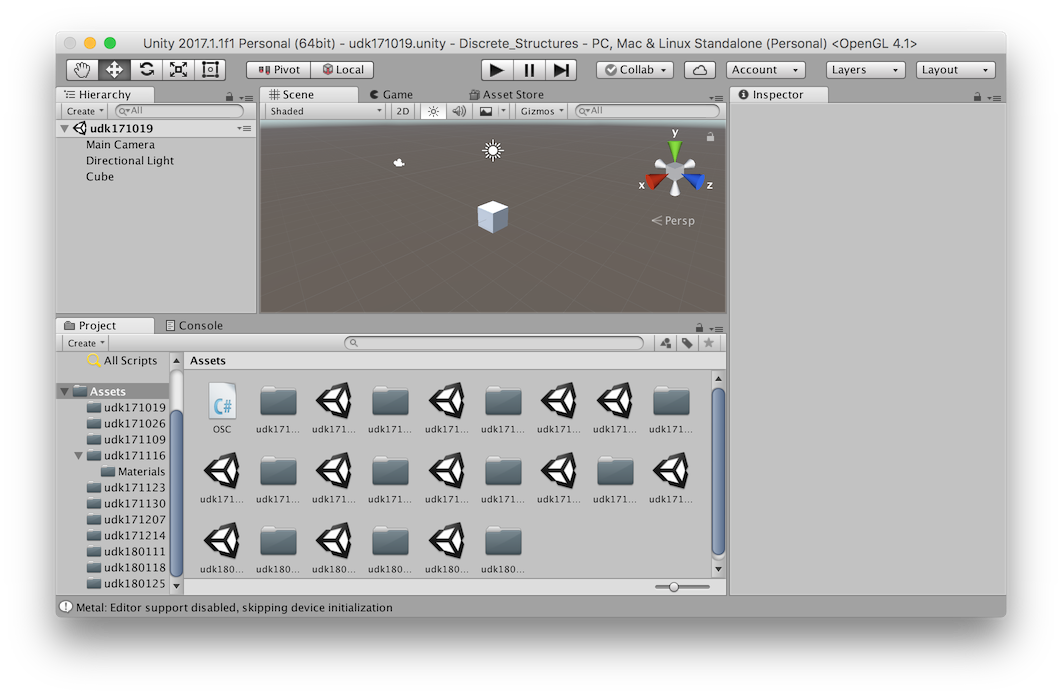 Unity 2017.1.1f1 Personal (64bit) - udk171019.unity - Discrete_Structures - PC, Mac & Linux Standalone (Personal) <OpenGL 4.1>
Pivot Local Collab Account Layers Layout
Hierarchy
Create All
udk171019
Main Camera
Directional Light
Cube
Scene Game Asset Store
Shaded 2D Gizmos All
y
x z
Persp
Inspector
Project Console
Create
All Scripts
Assets
udk171019
udk171026
udk171109
udk171116
Materials
udk171123
udk171130
udk171207
udk171214
udk180111
udk180118
udk180125
Assets
C#
OSC udk171... udk171... udk171... udk171... udk171... udk171... udk171... udk171...
udk171... udk171... udk171... udk171... udk171... udk171... udk171... udk171... udk171...
udk180... udk180... udk180... udk180... udk180... udk180...
Metal: Editor support disabled, skipping device initialization